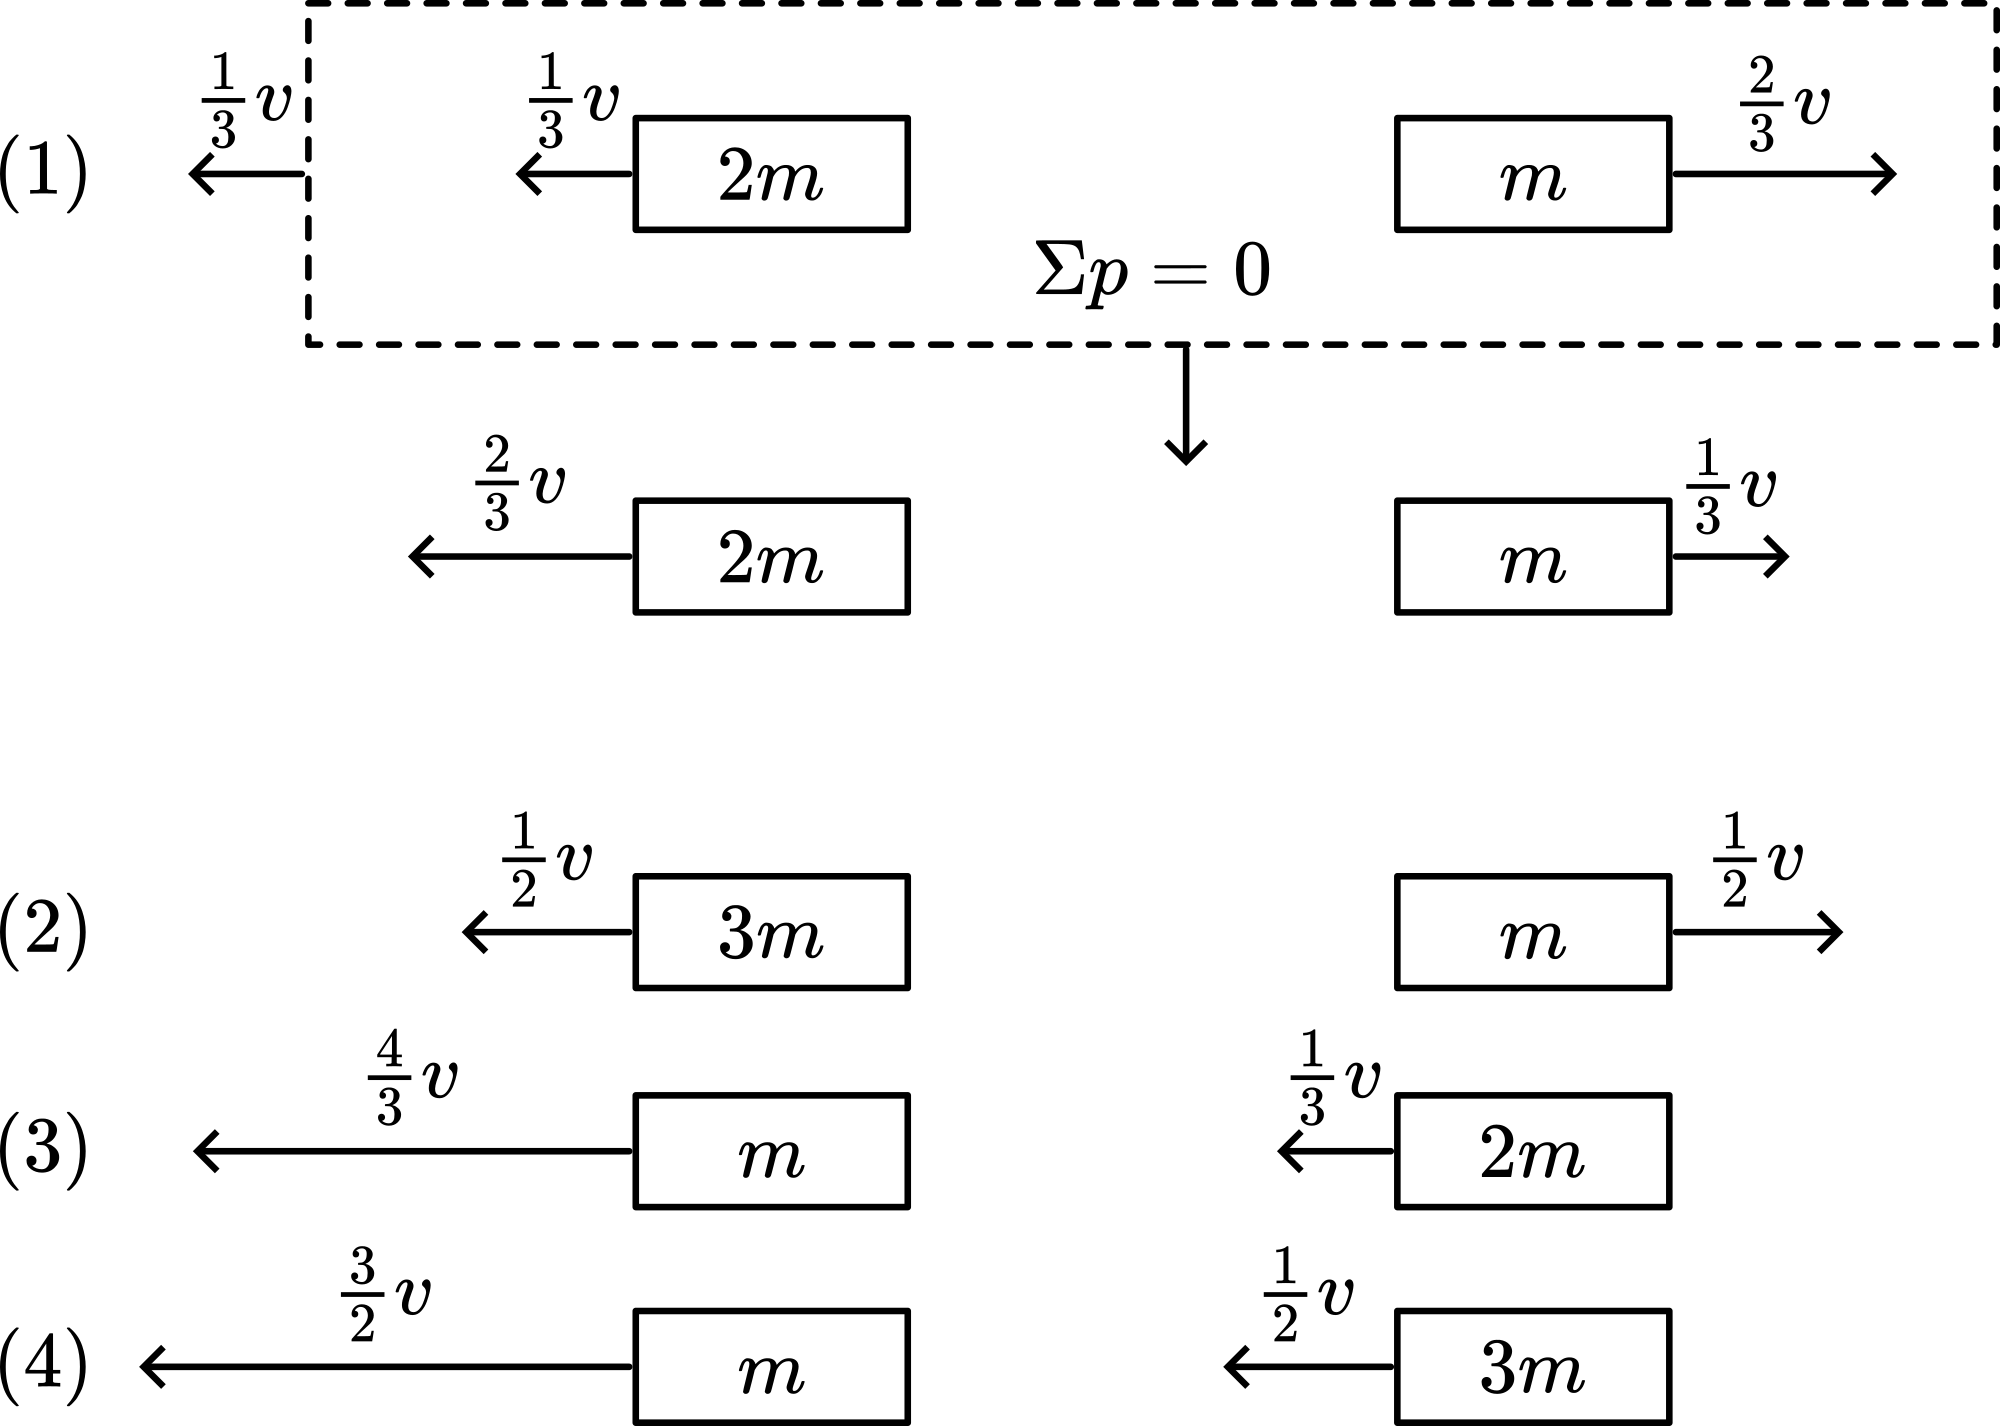 $\frac{1}{3}v$ $\frac{1}{3}v$ $\frac{2}{3}v$
(1) $2m$ $m$
$\Sigma p = 0$
$\frac{2}{3}v$ $\frac{1}{3}v$
$2m$ $m$
$\frac{1}{2}v$ $\frac{1}{2}v$
(2) $3m$ $m$
$\frac{4}{3}v$ $\frac{1}{3}v$
(3) $m$ $2m$
$\frac{3}{2}v$ $\frac{1}{2}v$
(4) $m$ $3m$